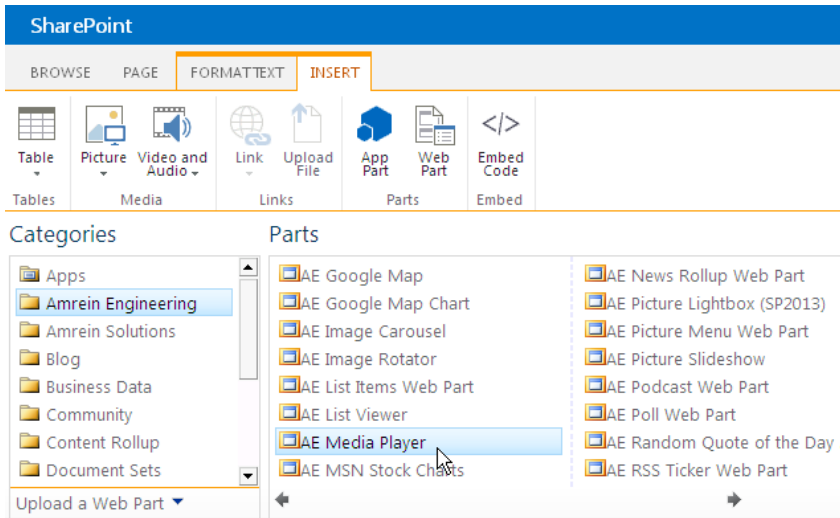 SharePoint
BROWSE PAGE FORMATTEXT INSERT
Table Picture Video and Audio Link Upload File App Part Web Part Embed Code
Tables Media Links Parts Embed
Categories
Apps
Amrein Engineering
Amrein Solutions
Blog
Business Data
Community
Content Rollup
Document Sets
Upload a Web Part
Parts
AE Google Map
AE Google Map Chart
AE Image Carousel
AE Image Rotator
AE List Items Web Part
AE List Viewer
AE Media Player
AE MSN Stock Charts
AE News Rollup Web Part
AE Picture Lightbox (SP2013)
AE Picture Menu Web Part
AE Picture Slideshow
AE Podcast Web Part
AE Poll Web Part
AE Random Quote of the Day
AE RSS Ticker Web Part